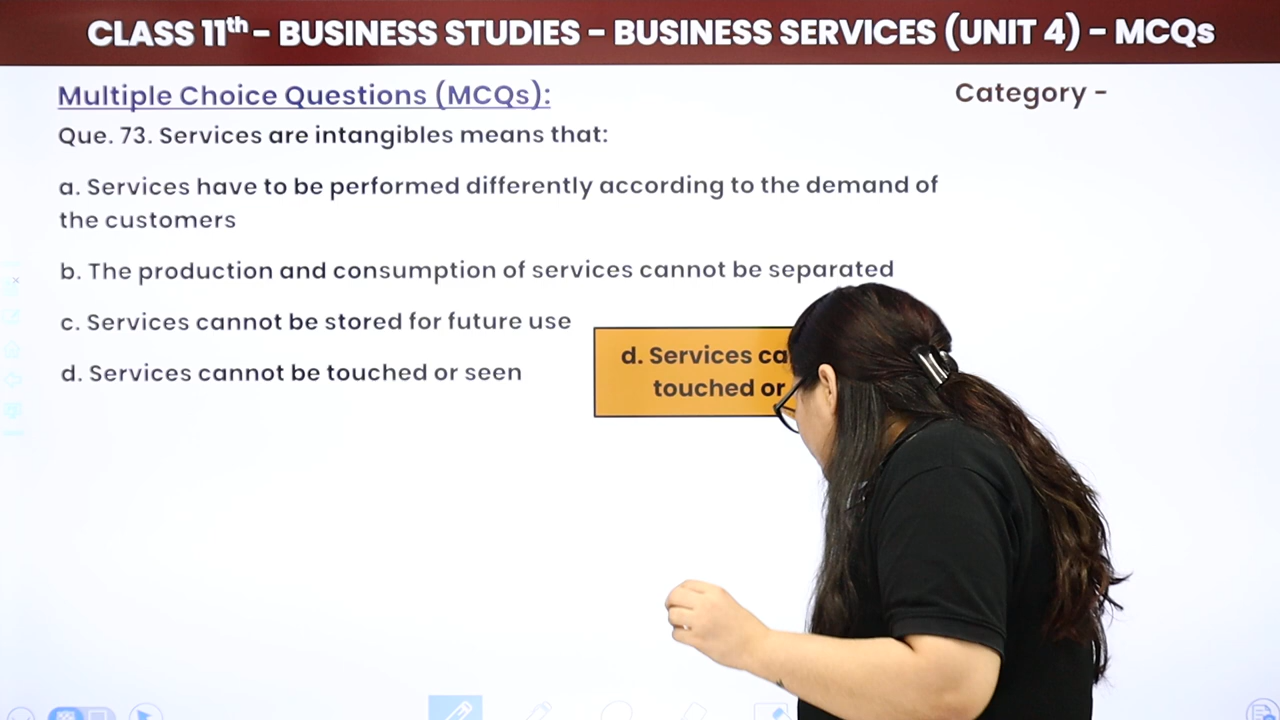 CLASS 11th – BUSINESS STUDIES – BUSINESS SERVICES (UNIT 4) – MCQs
Multiple Choice Questions (MCQs):
Category -
Que. 73. Services are intangibles means that:
a. Services have to be performed differently according to the demand of
the customers
b. The production and consumption of services cannot be separated
c. Services cannot be stored for future use
d. Services cannot be touched or seen
d. Services
touched or